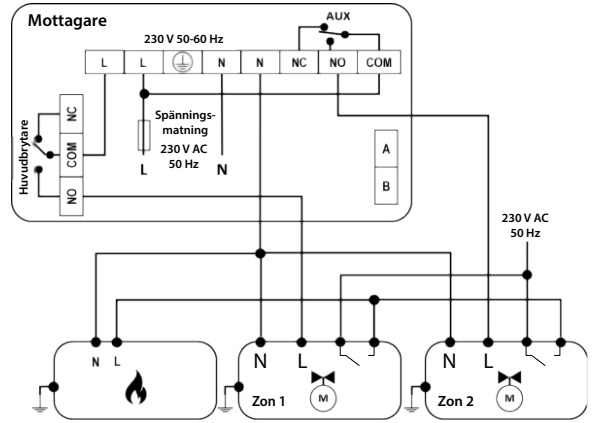 Mottagare
AUX
230 V 50-60 Hz
L L N N NC NO COM
Spännings-
matning
230 V AC
50 Hz
L N
Huvudbrytare
NC
COM
NO
A
B
230 V AC
50 Hz
N L
N L
N L
M
Zon 1
M
Zon 2